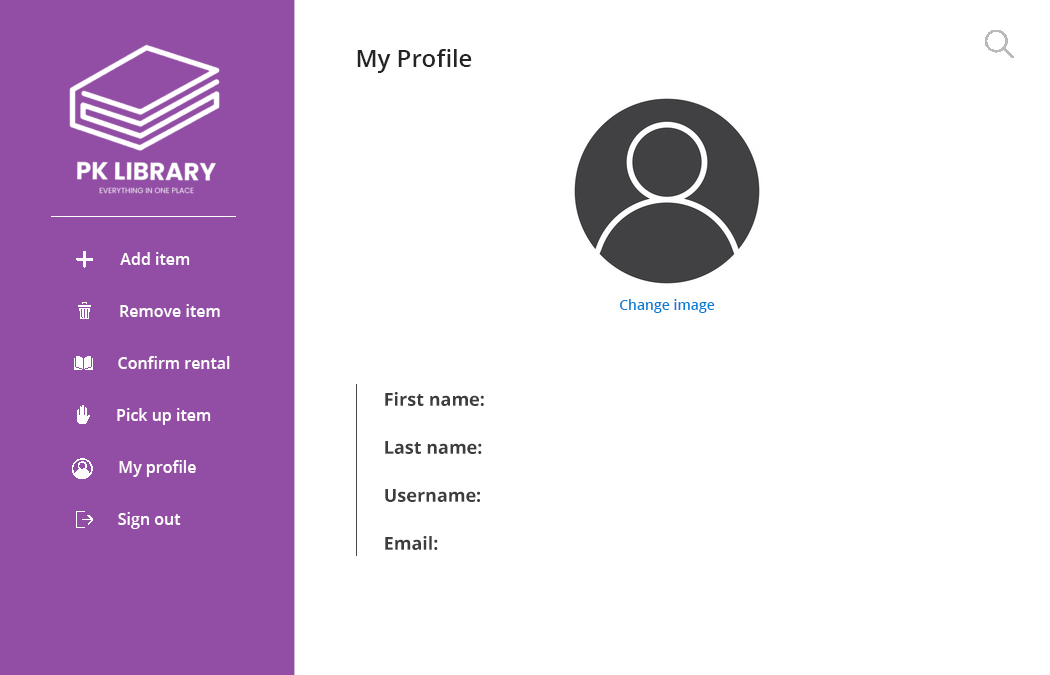 PK LIBRARY
EVERYTHING IN ONE PLACE
Add item
Remove item
Confirm rental
Pick up item
My profile
Sign out
My Profile
Change image
First name:
Last name:
Username:
Email: